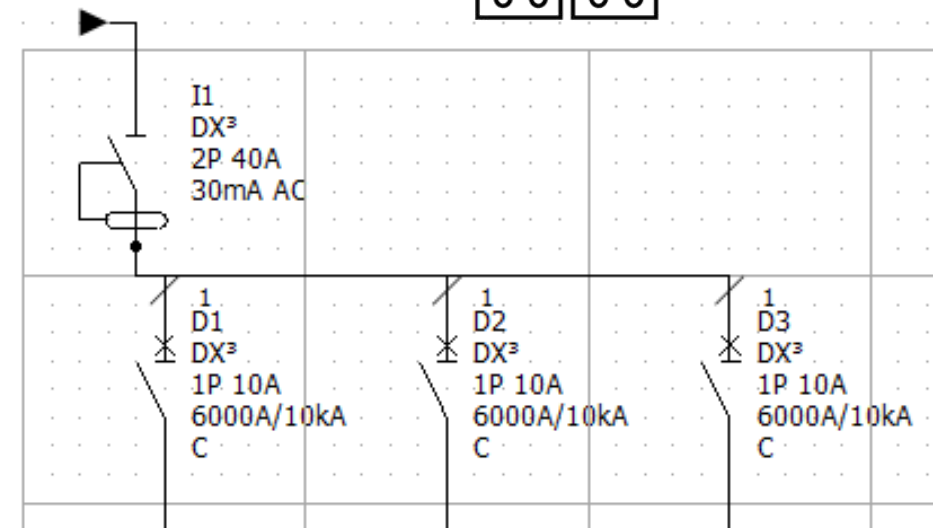 I1
DX³
2P 40A
30mA AC
1
D1
DX³
1P 10A
6000A/10kA
C
1
D2
DX³
1P 10A
6000A/10kA
C
1
D3
DX³
1P 10A
6000A/10kA
C